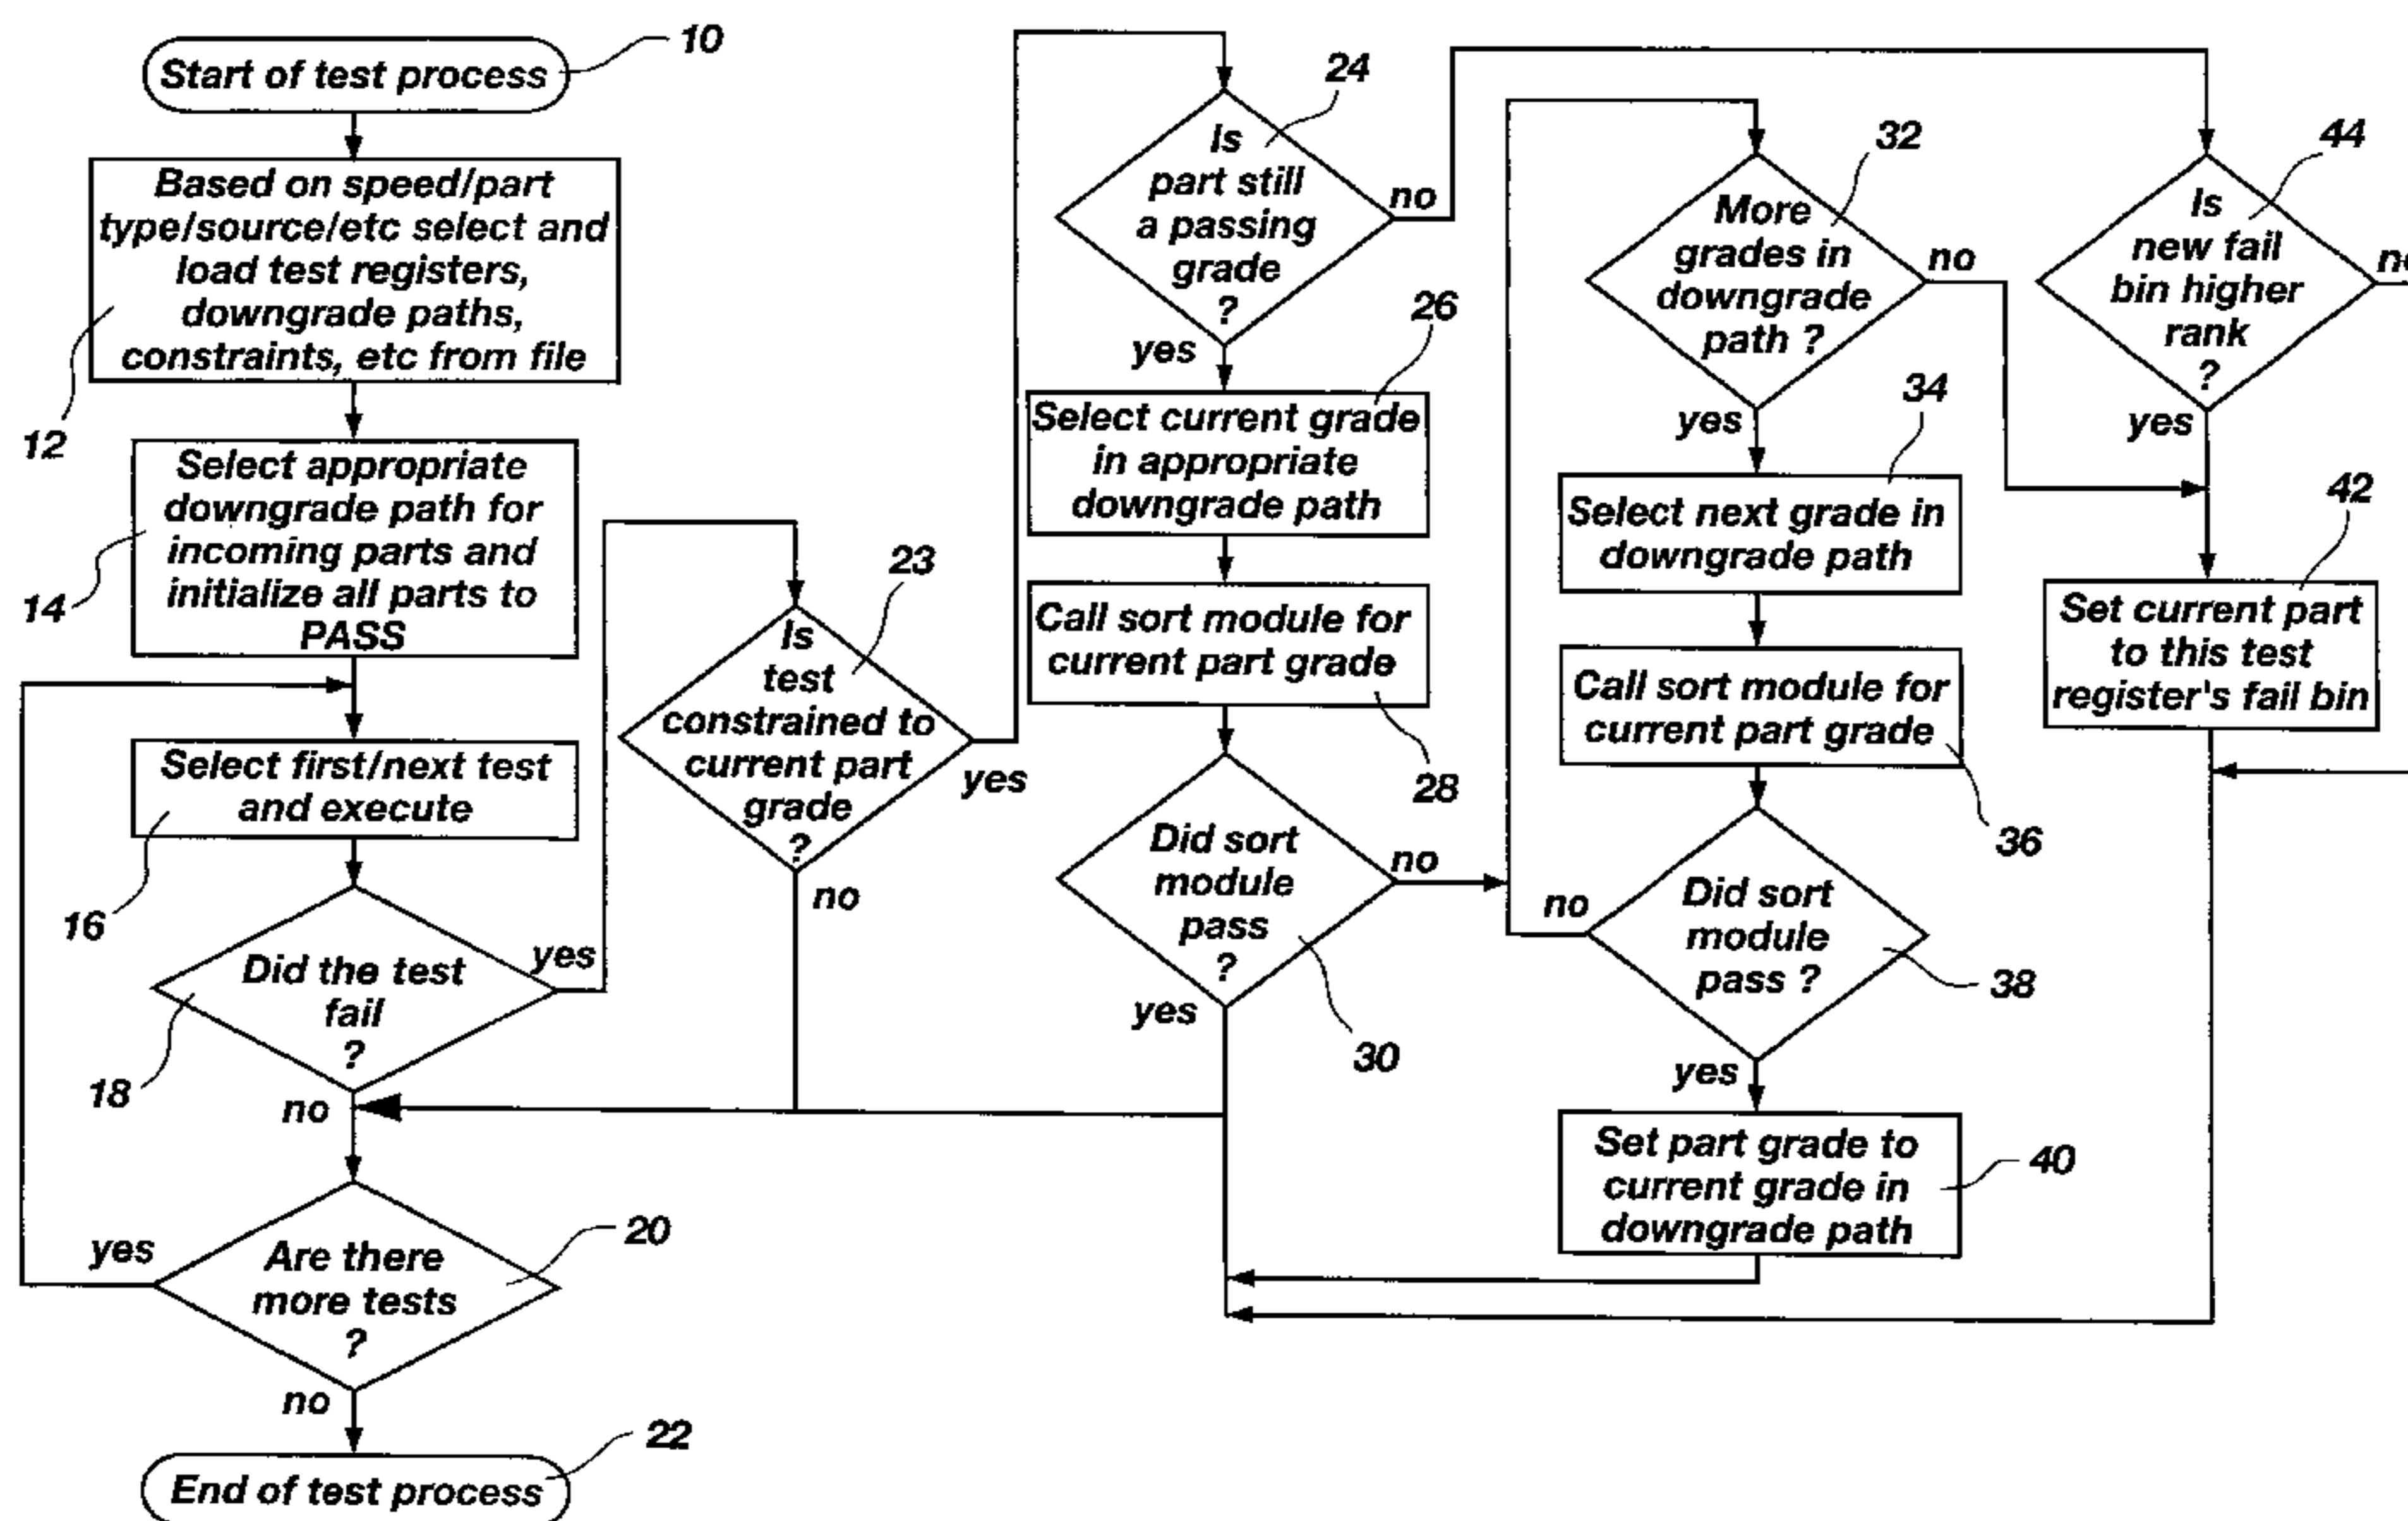 Start of test process
10
Based on speed/part
type/source/etc select and
load test registers,
downgrade paths,
constraints, etc from file
12
Select appropriate
downgrade path for
incoming parts and
initialize all parts to
PASS
14
Select first/next test
and execute
16
Did the test
fail
?
yes
no
18
Are there
more tests
?
yes
no
20
End of test process
22
Is
test
constrained to
current part
grade
?
yes
no
23
Is
part still
a passing
grade
?
no
yes
24
Select current grade
in appropriate
downgrade path
26
Call sort module for
current part grade
28
Did sort
module
pass
?
no
yes
30
More
grades in
downgrade
path ?
no
yes
32
Select next grade in
downgrade path
34
Call sort module for
current part grade
36
Did sort
module
pass ?
no
yes
38
Set part grade to
current grade in
downgrade path
40
Is
new fail
bin higher
rank
?
yes
44
Set current part
to this test
register's fail bin
42